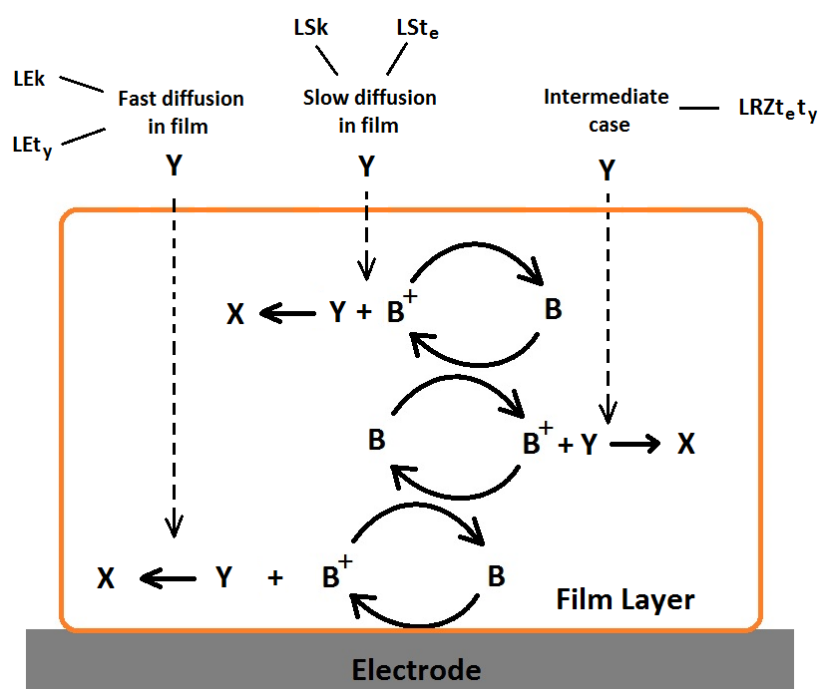 LSk
LSte
LEk
Fast diffusion
in film
LEty
Slow diffusion
in film
Intermediate
case
LRZtety
Y
Y
Y
X
Y + B+
B
B
B+ + Y
X
X
Y + B+
B
Film Layer
Electrode